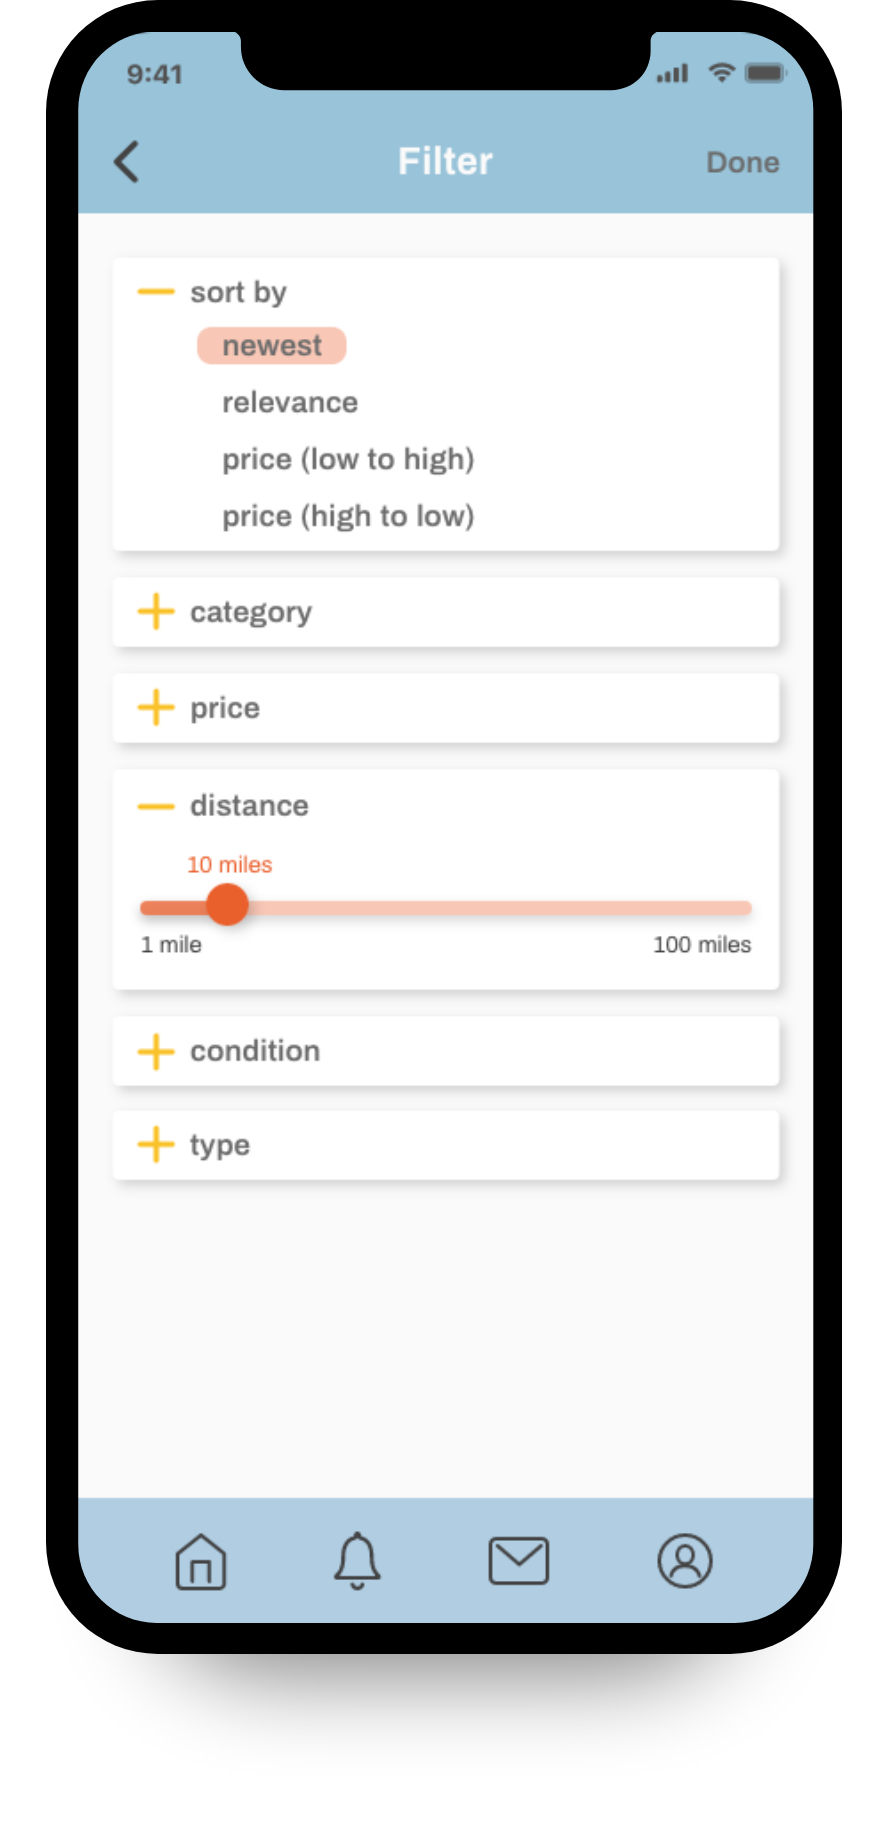 9:41
Filter
Done
sort by
newest
relevance
price (low to high)
price (high to low)
category
price
distance
10 miles
1 mile
100 miles
condition
type